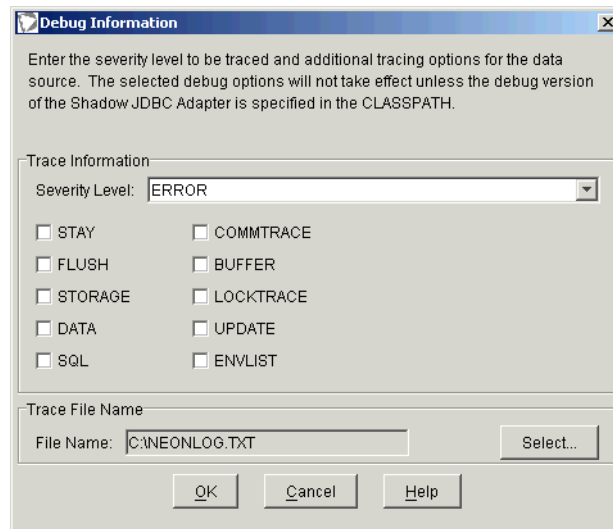 Debug Information
Enter the severity level to be traced and additional tracing options for the data
source. The selected debug options will not take effect unless the debug version
of the Shadow JDBC Adapter is specified in the CLASSPATH.
Trace Information
Severity Level: ERROR
STAY COMMTRACE
FLUSH BUFFER
STORAGE LOCKTRACE
DATA UPDATE
SQL ENVLIST
Trace File Name
File Name: C:\NEONLOG.TXT Select...
OK Cancel Help